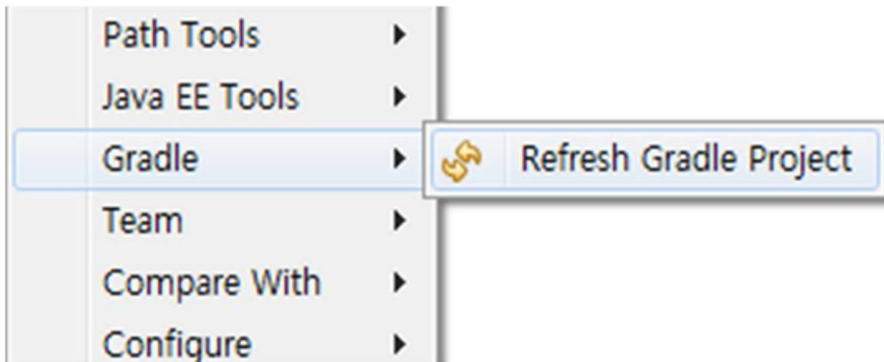 Path Tools
Java EE Tools
Gradle
Refresh Gradle Project
Team
Compare With
Configure